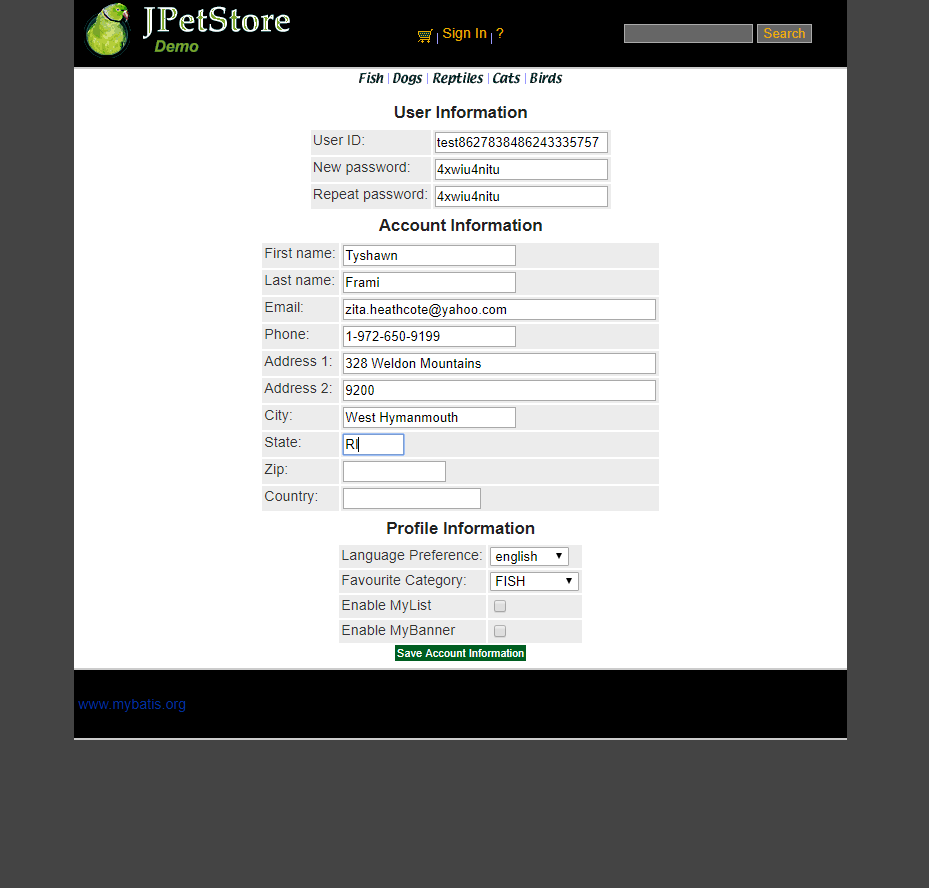 JPetStore
Demo
Sign In | ?
Search
Fish | Dogs | Reptiles | Cats | Birds
User Information
User ID: test8627838486243335757
New password: 4xwiu4nitu
Repeat password: 4xwiu4nitu
Account Information
First name: Tyshawn
Last name: Frami
Email: zita.heathcote@yahoo.com
Phone: 1-972-650-9199
Address 1: 328 Weldon Mountains
Address 2: 9200
City: West Hymanmouth
State: RI
Zip:
Country:
Profile Information
Language Preference: english
Favourite Category: FISH
Enable MyList
Enable MyBanner
Save Account Information
www.mybatis.org